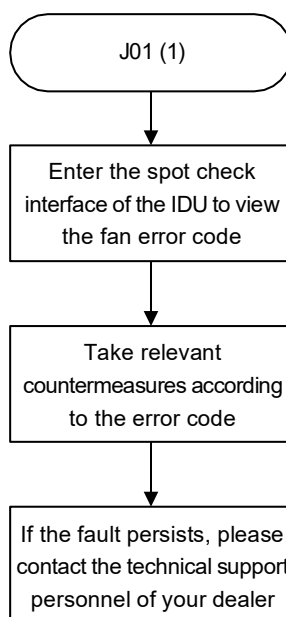 J01 (1)
Enter the spot check
interface of the IDU to view
the fan error code
Take relevant
countermeasures according
to the error code
If the fault persists, please
contact the technical support
personnel of your dealer